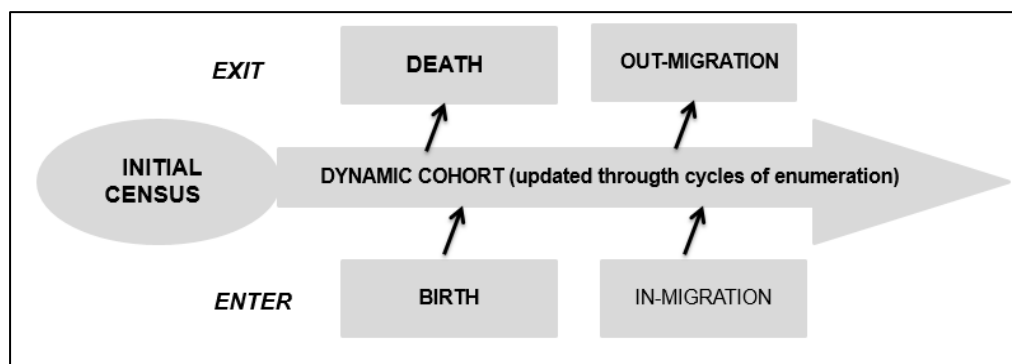 EXIT
DEATH
OUT-MIGRATION
INITIAL
CENSUS
DYNAMIC COHORT (updated througth cycles of enumeration)
ENTER
BIRTH
IN-MIGRATION